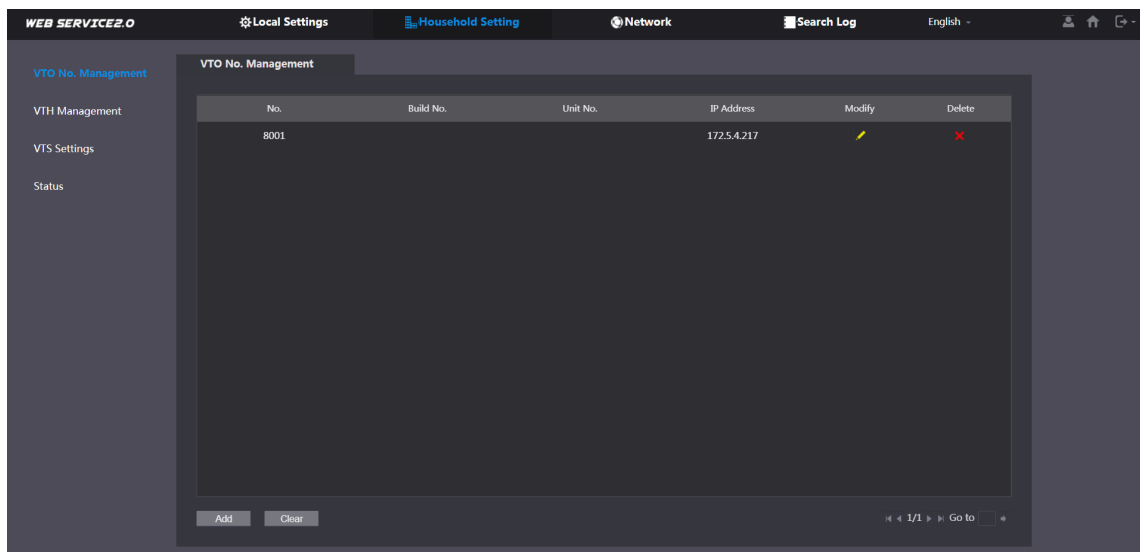 WEB SERVICE2.0 Local Settings Household Setting Network Search Log English
VTO No. Management
VTH Management
VTS Settings
Status
VTO No. Management
No. Build No. Unit No. IP Address Modify Delete
8001 172.5.4.217
Add Clear 1/1 Go to